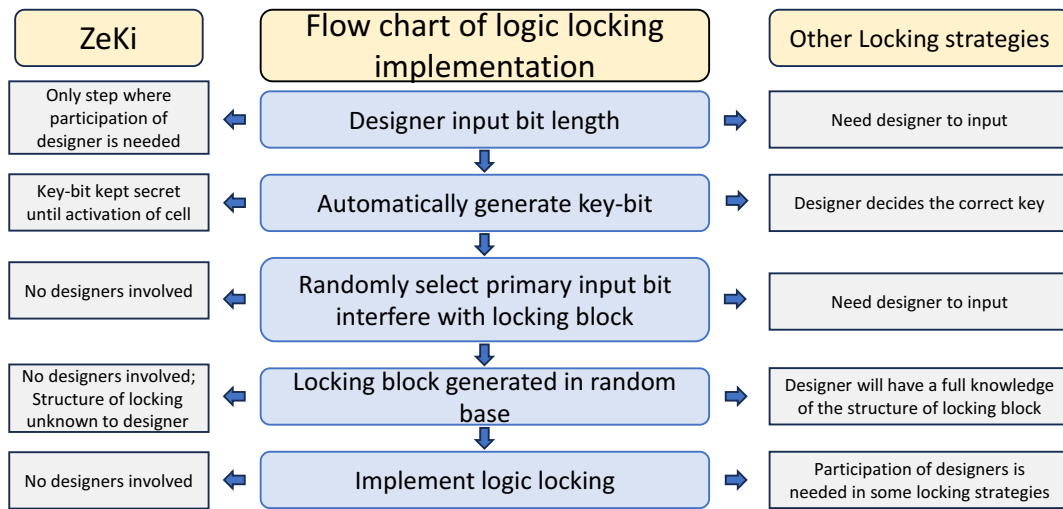 ZeKi
Flow chart of logic locking
implementation
Other Locking strategies
Only step where
participation of
designer is needed
Designer input bit length
Need designer to input
Key-bit kept secret
until activation of cell
Automatically generate key-bit
Designer decides the correct key
No designers involved
Randomly select primary input bit
interfere with locking block
Need designer to input
No designers involved;
Structure of locking
unknown to designer
Locking block generated in random
base
Designer will have a full knowledge
of the structure of locking block
No designers involved
Implement logic locking
Participation of designers is
needed in some locking strategies